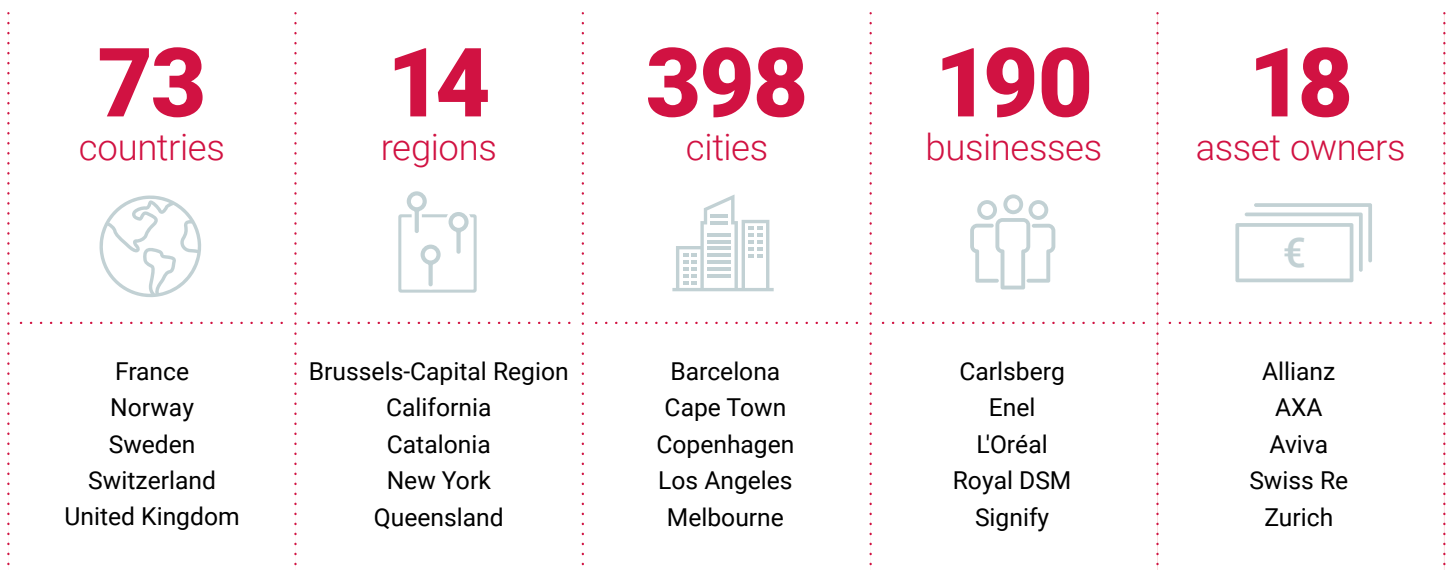 73
countries
France
Norway
Sweden
Switzerland
United Kingdom
14
regions
Brussels-Capital Region
California
Catalonia
New York
Queensland
398
cities
Barcelona
Cape Town
Copenhagen
Los Angeles
Melbourne
190
businesses
Carlsberg
Enel
L'Oréal
Royal DSM
Signify
18
asset owners
€
Allianz
AXA
Aviva
Swiss Re
Zurich